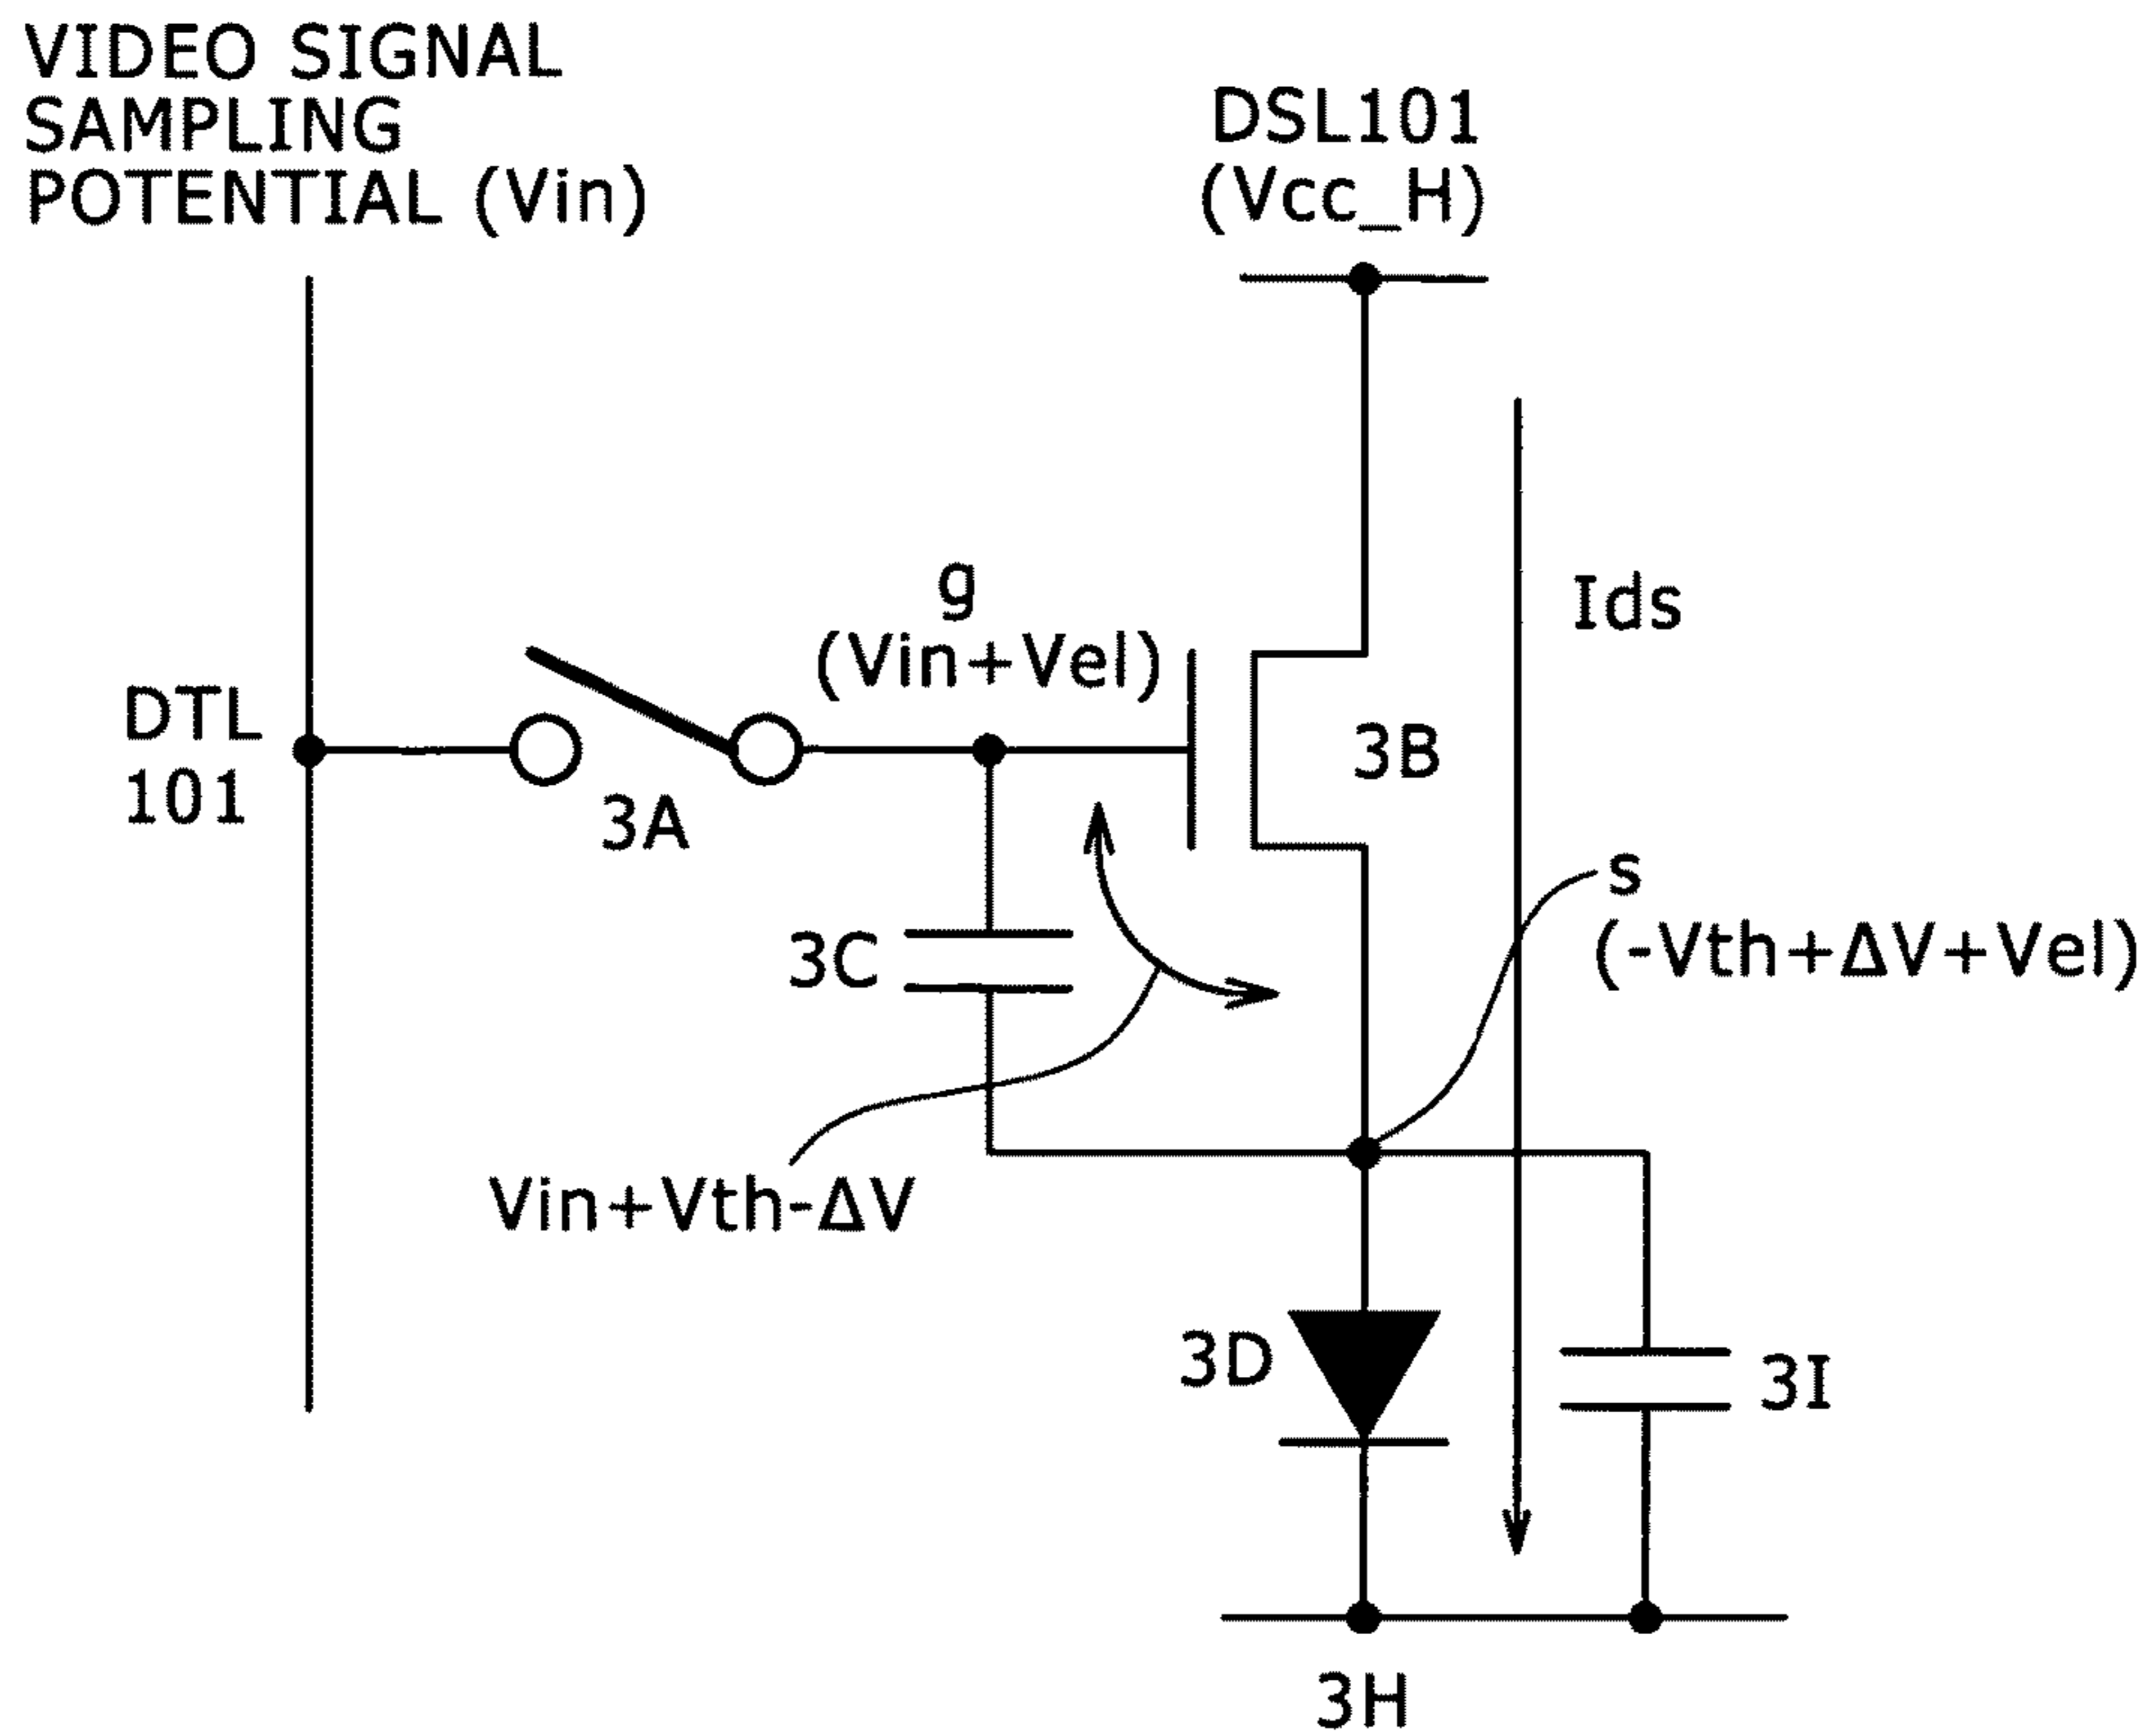 VIDEO SIGNAL
SAMPLING
POTENTIAL (Vin)
DSL101
(Vcc_H)
g
(Vin+Vel)
Ids
DTL
101
3A
3B
s
(-Vth+ΔV+Vel)
3C
Vin+Vth-ΔV
3D
3I
3H